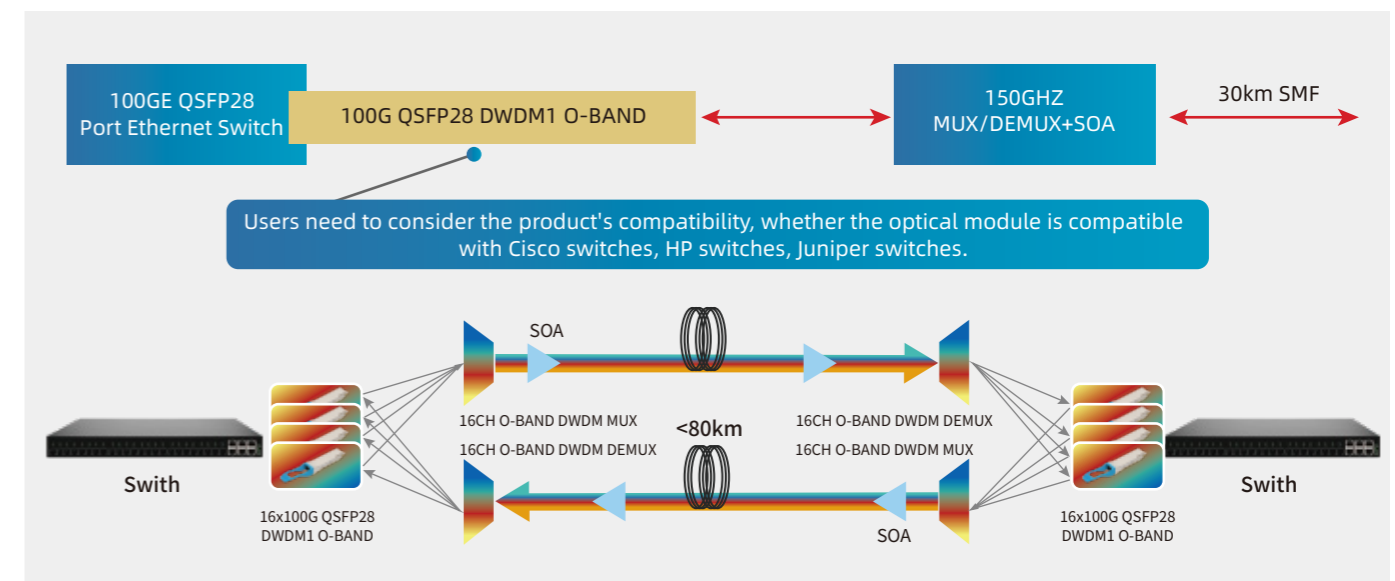 100GE QSFP28
Port Ethernet Switch
100G QSFP28 DWDM1 O-BAND
150GHZ
MUX/DEMUX+SOA
30km SMF
Users need to consider the product's compatibility, whether the optical module is compatible
with Cisco switches, HP switches, Juniper switches.
SOA
16CH O-BAND DWDM MUX
16CH O-BAND DWDM DEMUX
<80km
16CH O-BAND DWDM DEMUX
16CH O-BAND DWDM MUX
Swith
Swith
16x100G QSFP28
DWDM1 O-BAND
SOA
16x100G QSFP28
DWDM1 O-BAND